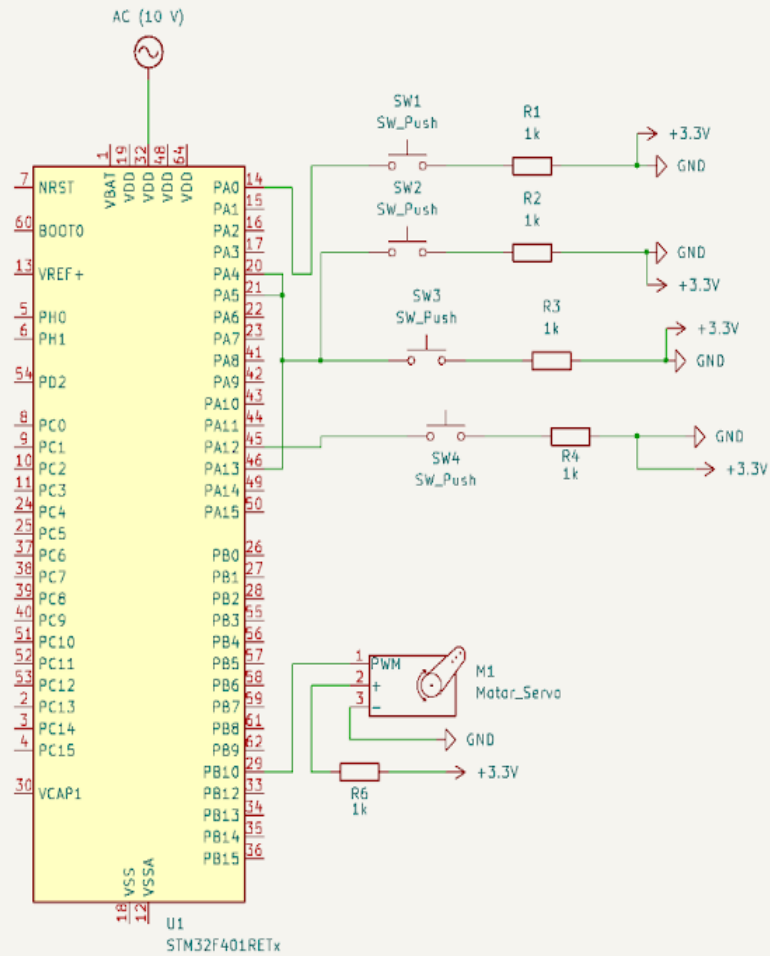 AC (10 V)
1
19
32
48
64
VBAT
VDD
VDD
VDD
VDD
7
NRST
60
BOOT0
13
VREF+
5
PH0
6
PH1
54
PD2
8
PC0
9
PC1
10
PC2
11
PC3
24
PC4
25
PC5
37
PC6
38
PC7
39
PC8
40
PC9
51
PC10
52
PC11
53
PC12
2
PC13
3
PC14
4
PC15
30
VCAP1
PA0
14
PA1
15
PA2
16
PA3
17
PA4
20
PA5
21
PA6
22
PA7
23
PA8
41
PA9
42
PA10
43
PA11
44
PA12
45
PA13
46
PA14
49
PA15
50
PB0
26
PB1
27
PB2
28
PB3
55
PB4
56
PB5
57
PB6
58
PB7
59
PB8
61
PB9
62
PB10
29
PB12
33
PB13
34
PB14
35
PB15
36
VSS
VSSA
18
12
U1
STM32F401RETx
SW1
SW_Push
R1
1k
+3.3V
GND
SW2
SW_Push
R2
1k
GND
+3.3V
SW3
SW_Push
R3
1k
+3.3V
GND
SW4
SW_Push
R4
1k
GND
+3.3V
1
PWM
2
+
3
-
M1
Motor_Servo
GND
R6
1k
+3.3V